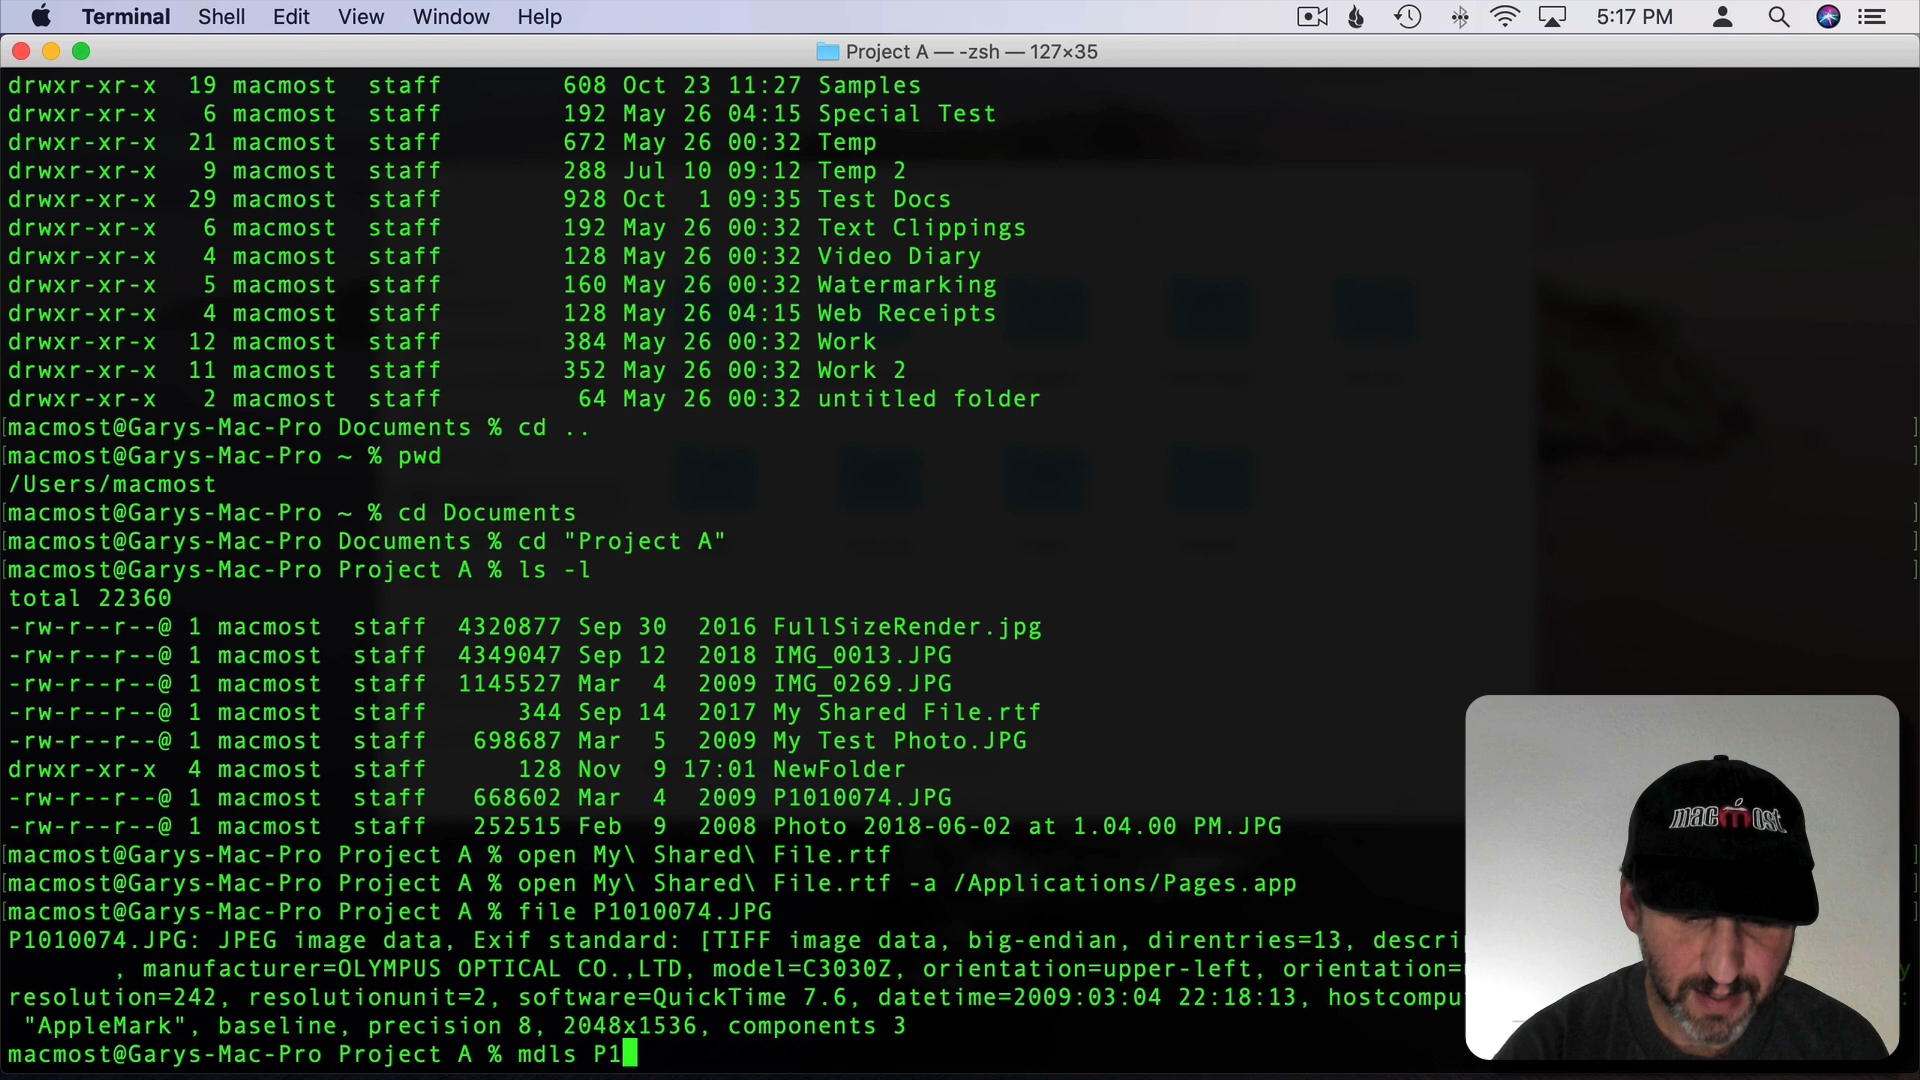 Terminal Shell Edit View Window Help 5:17 PM
Project A — -zsh — 127×35
drwxr-xr-x 19 macmost staff 608 Oct 23 11:27 Samples
drwxr-xr-x 6 macmost staff 192 May 26 04:15 Special Test
drwxr-xr-x 21 macmost staff 672 May 26 00:32 Temp
drwxr-xr-x 9 macmost staff 288 Jul 10 09:12 Temp 2
drwxr-xr-x 29 macmost staff 928 Oct 1 09:35 Test Docs
drwxr-xr-x 6 macmost staff 192 May 26 00:32 Text Clippings
drwxr-xr-x 4 macmost staff 128 May 26 00:32 Video Diary
drwxr-xr-x 5 macmost staff 160 May 26 00:32 Watermarking
drwxr-xr-x 4 macmost staff 128 May 26 04:15 Web Receipts
drwxr-xr-x 12 macmost staff 384 May 26 00:32 Work
drwxr-xr-x 11 macmost staff 352 May 26 00:32 Work 2
drwxr-xr-x 2 macmost staff 64 May 26 00:32 untitled folder
[macmost@Garys-Mac-Pro Documents % cd .. ]
[macmost@Garys-Mac-Pro ~ % pwd ]
/Users/macmost
[macmost@Garys-Mac-Pro ~ % cd Documents ]
[macmost@Garys-Mac-Pro Documents % cd "Project A" ]
[macmost@Garys-Mac-Pro Project A % ls -l ]
total 22360
-rw-r--r--@ 1 macmost staff 4320877 Sep 30 2016 FullSizeRender.jpg
-rw-r--r--@ 1 macmost staff 4349047 Sep 12 2018 IMG_0013.JPG
-rw-r--r--@ 1 macmost staff 1145527 Mar 4 2009 IMG_0269.JPG
-rw-r--r--@ 1 macmost staff 344 Sep 14 2017 My Shared File.rtf
-rw-r--r--@ 1 macmost staff 698687 Mar 5 2009 My Test Photo.JPG
drwxr-xr-x 4 macmost staff 128 Nov 9 17:01 NewFolder
-rw-r--r--@ 1 macmost staff 668602 Mar 4 2009 P1010074.JPG
-rw-r--r--@ 1 macmost staff 252515 Feb 9 2008 Photo 2018-06-02 at 1.04.00 PM.JPG
[macmost@Garys-Mac-Pro Project A % open My\ Shared\ File.rtf ]
[macmost@Garys-Mac-Pro Project A % open My\ Shared\ File.rtf -a /Applications/Pages.app ]
[macmost@Garys-Mac-Pro Project A % file P1010074.JPG ]
P1010074.JPG: JPEG image data, Exif standard: [TIFF image data, big-endian, direntries=13, descri
, manufacturer=OLYMPUS OPTICAL CO.,LTD, model=C3030Z, orientation=upper-left, orientation=
resolution=242, resolutionunit=2, software=QuickTime 7.6, datetime=2009:03:04 22:18:13, hostcompu
"AppleMark", baseline, precision 8, 2048x1536, components 3
macmost@Garys-Mac-Pro Project A % mdls P1
macmost